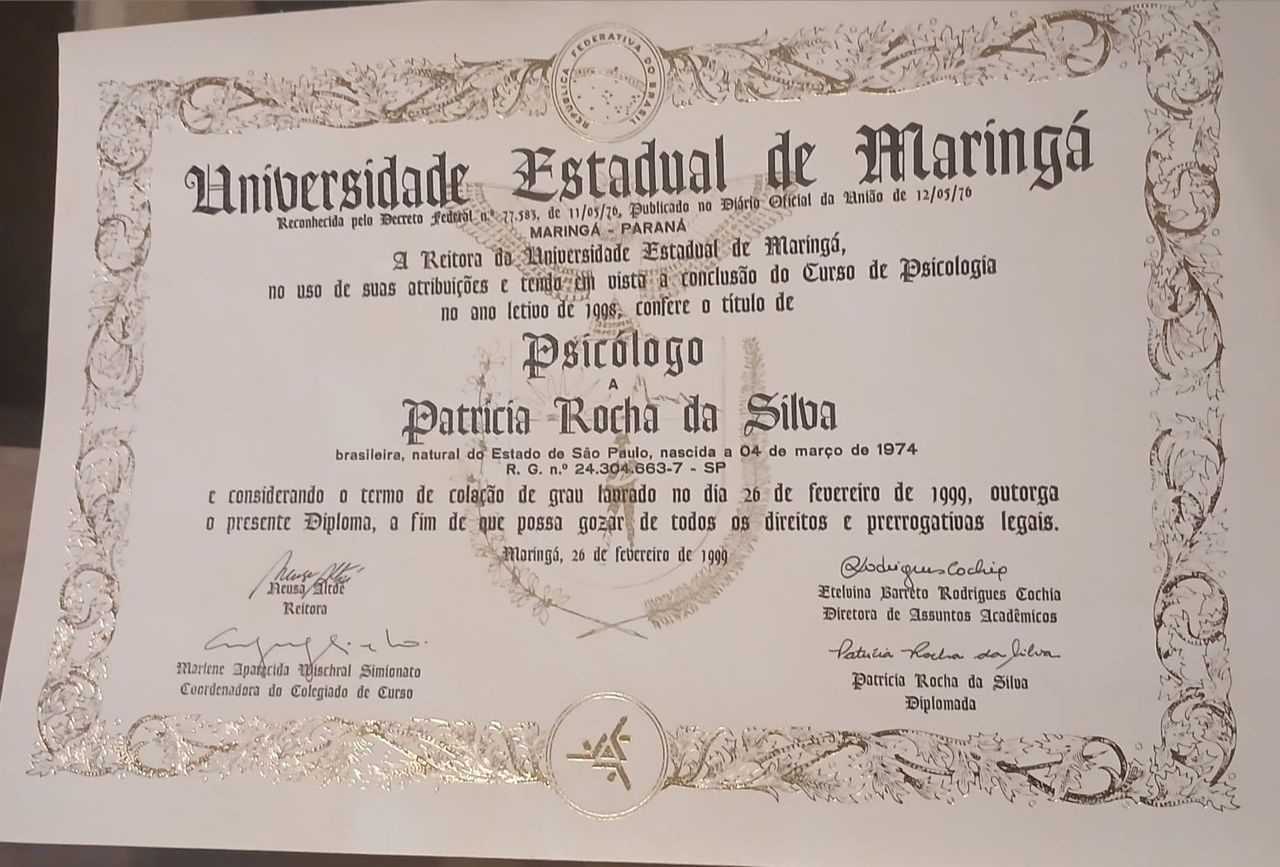 REPUBLICA FEDERATIVA DO BRASIL
Universidade Estadual de Maringá
Reconhecida pelo Decreto Federal n.º 77.583, de 11/05/76, Publicado no Diário Oficial da União de 12/05/76
MARINGÁ - PARANÁ
A Reitora da Universidade Estadual de Maringá,
no uso de suas atribuições e tendo em vista a conclusão do Curso de Psicologia
no ano letivo de 1998, confere o título de
Psicólogo
A
Patrícia Rocha da Silva
brasileira, natural do Estado de São Paulo, nascida a 04 de março de 1974
R. G. n.º 24.304.663-7 - SP
e considerando o termo de colação de grau lavrado no dia 26 de fevereiro de 1999, outorga
o presente Diploma, a fim de que possa gozar de todos os direitos e prerrogativas legais.
Maringá, 26 de fevereiro de 1999
Neusa Altoé
Reitora
Marlene Aparecida Wischral Simionato
Coordenadora do Colegiado de Curso
Rodrigues Cochia
Etelvina Barreto Rodrigues Cochia
Diretora de Assuntos Acadêmicos
Patricia Rocha da Silva
Patrícia Rocha da Silva
Diplomada